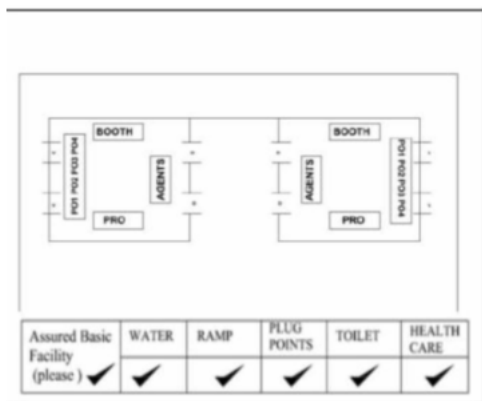 BOOTH
PO1 PO2 PO3 PO4
AGENTS
PRO
BOOTH
AGENTS
PO1 PO2 PO3 PO4
PRO
Assured Basic
Facility
(please ) ✔
WATER
RAMP
PLUG
POINTS
TOILET
HEALTH
CARE
✔ ✔ ✔ ✔ ✔